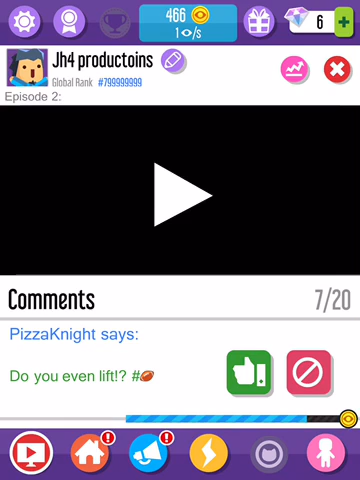 466
1 /s
6
+
Jh4 productoins
Global Rank #799999999
Episode 2:
Comments 7/20
PizzaKnight says:
Do you even lift!? #🏈
! !